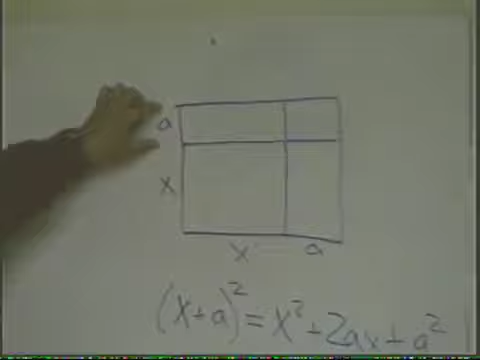 a
x
x a
(x+a)² = x² + 2ax + a²